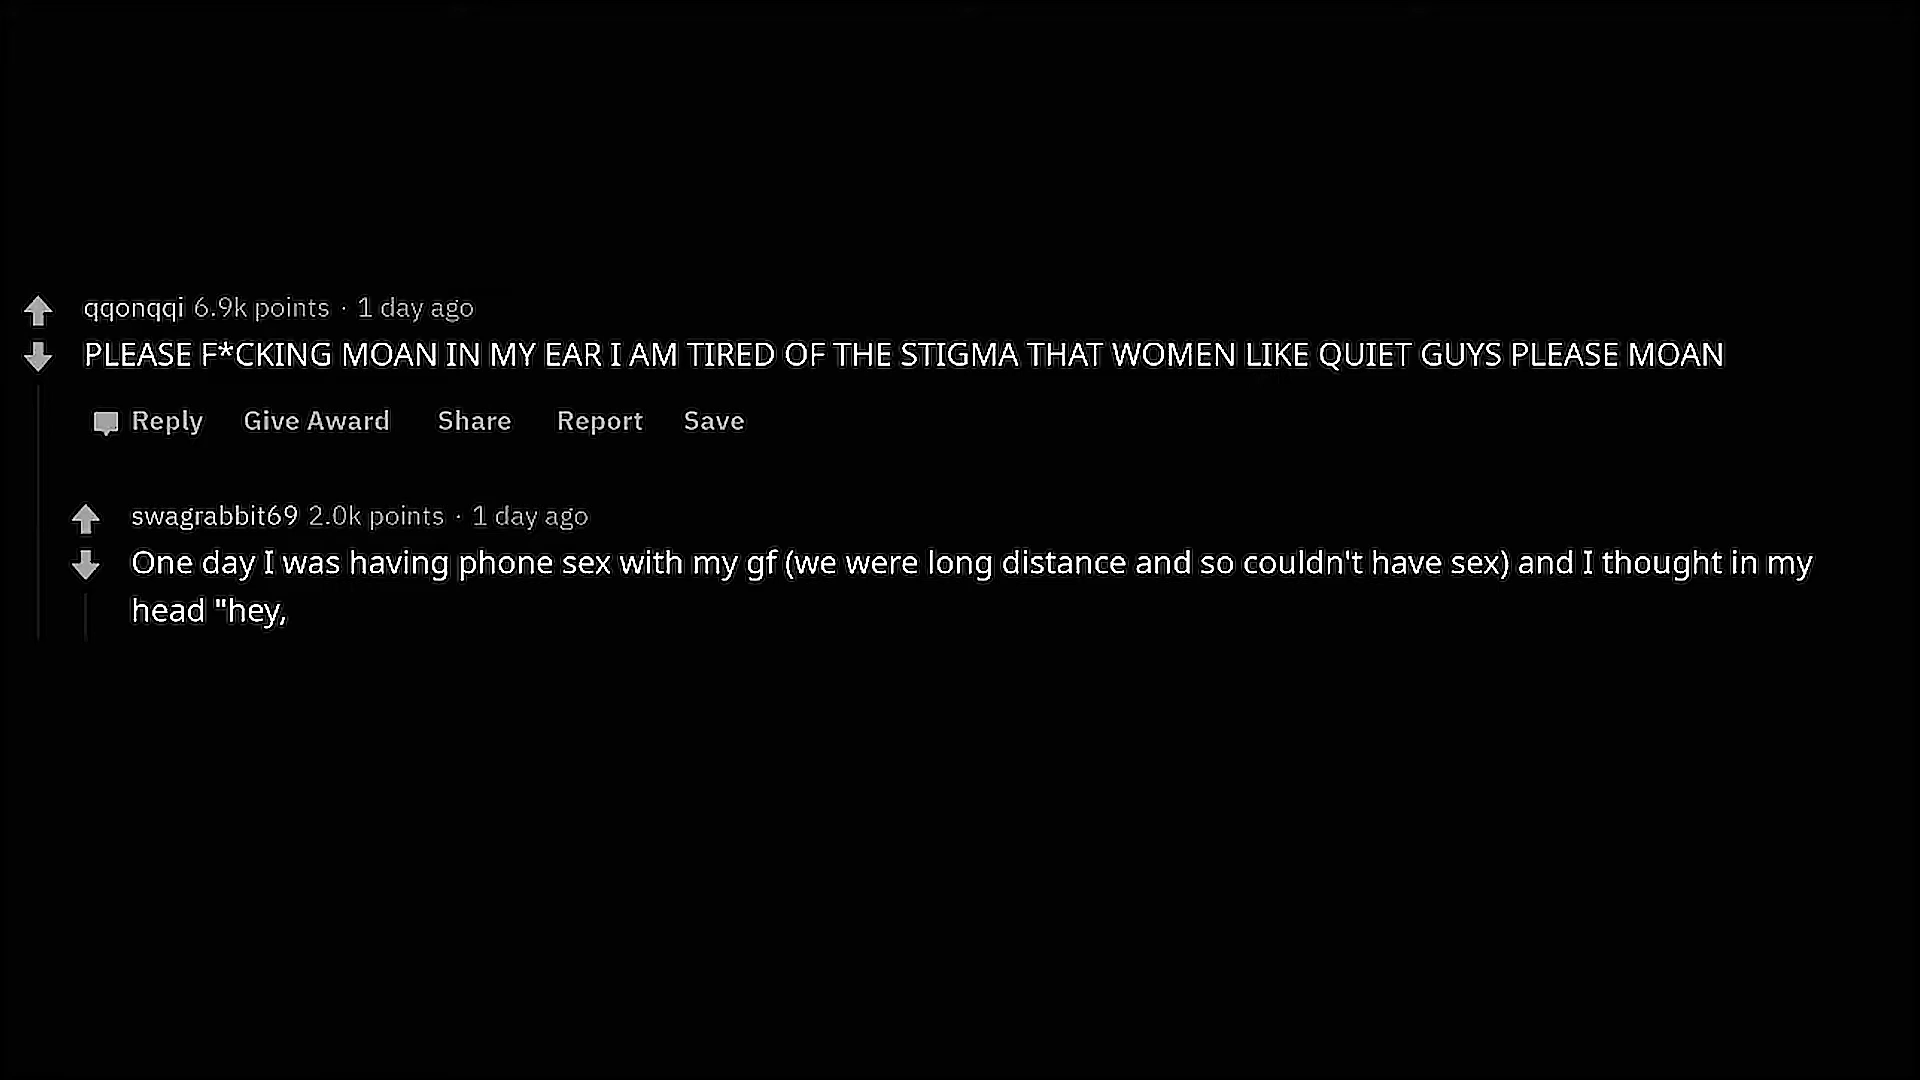 qqonqqi 6.9k points · 1 day ago
PLEASE F*CKING MOAN IN MY EAR I AM TIRED OF THE STIGMA THAT WOMEN LIKE QUIET GUYS PLEASE MOAN
Reply Give Award Share Report Save
swagrabbit69 2.0k points · 1 day ago
One day I was having phone sex with my gf (we were long distance and so couldn't have sex) and I thought in my
head "hey,